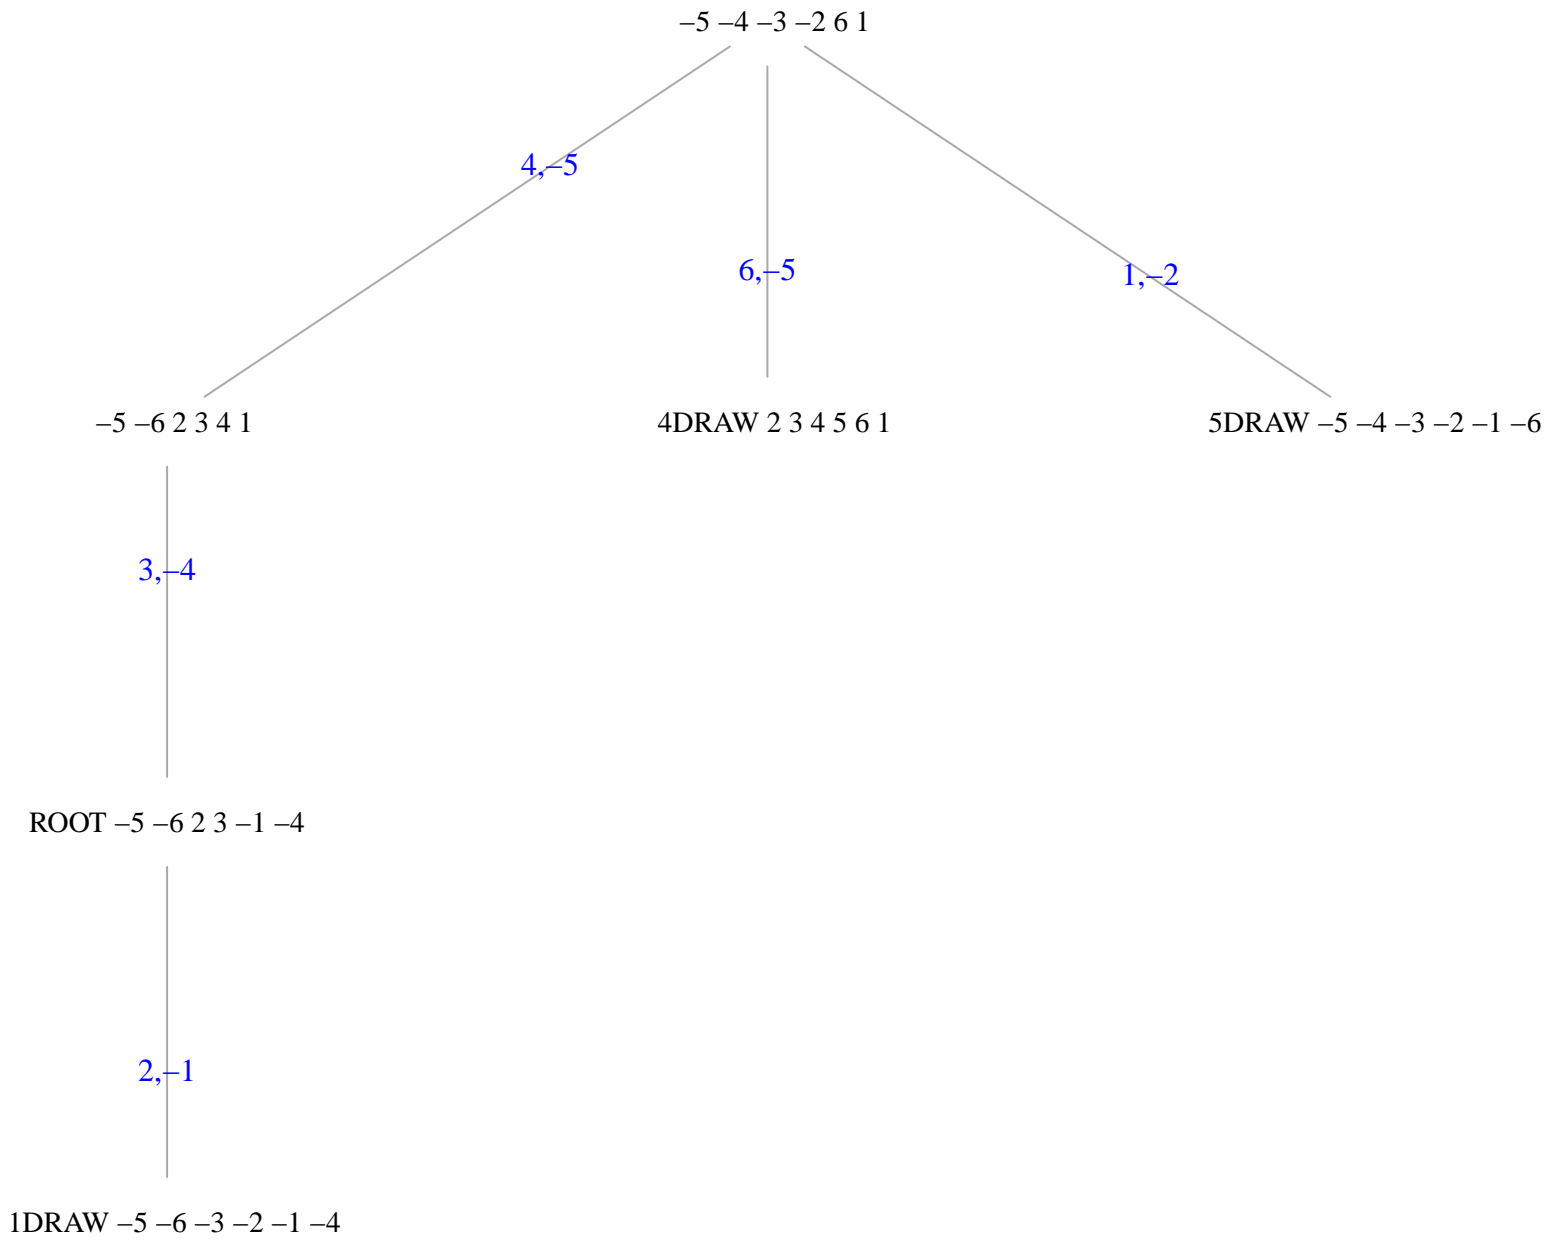 –5 –4 –3 –2 6 1
4,–5
6,–5
1,–2
–5 –6 2 3 4 1
4DRAW 2 3 4 5 6 1
5DRAW –5 –4 –3 –2 –1 –6
3,–4
ROOT –5 –6 2 3 –1 –4
2,–1
1DRAW –5 –6 –3 –2 –1 –4